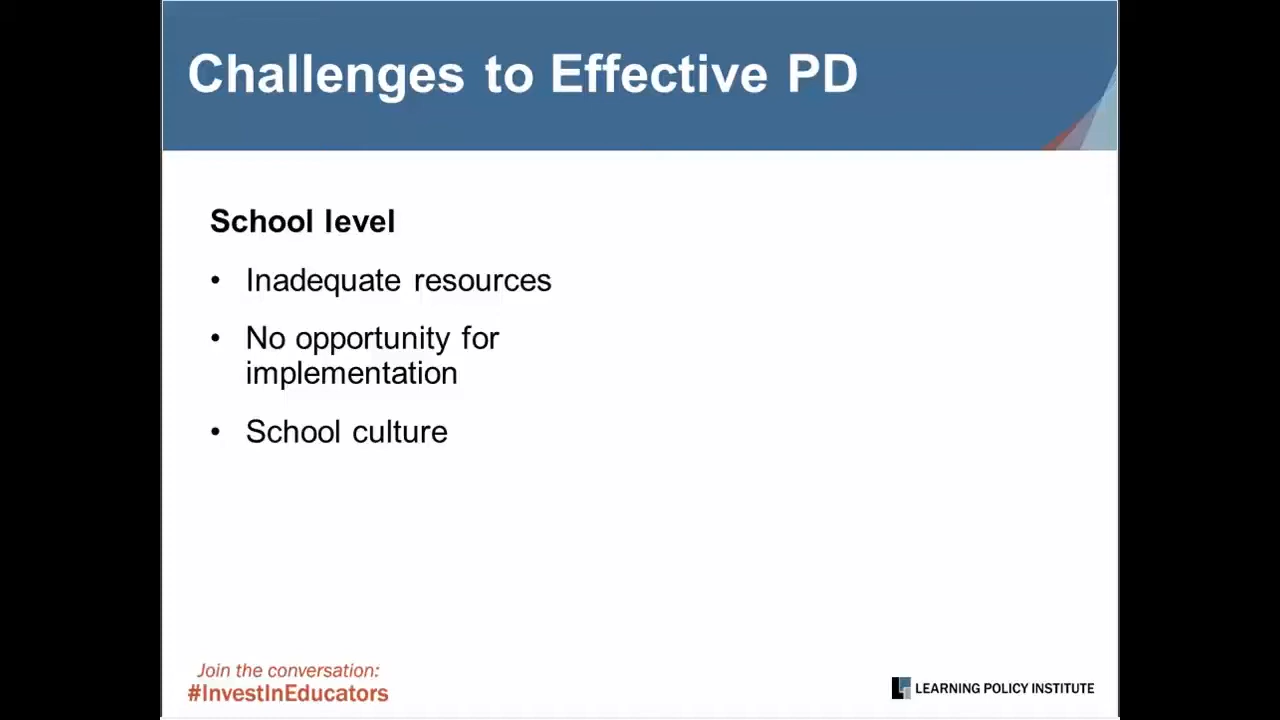 Challenges to Effective PD
School level
• Inadequate resources
• No opportunity for
implementation
• School culture
Join the conversation:
#InvestInEducators
LEARNING POLICY INSTITUTE